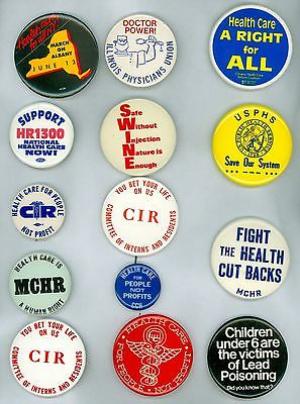 MARCH
ON
ALBANY
JUNE 13
DOCTOR
POWER!
ILLINOIS PHYSICIANS UNION
Health Care
A RIGHT
for
ALL
SUPPORT
HR1300
NATIONAL
HEALTH CARE
NOW!
SWINE
Safe
Without
Injection
Nature is
Enough
USPHS
Save Our System
HEALTH CARE FOR PEOPLE
CIR
NOT PROFIT
YOU BET YOUR LIFE
ON US
CIR
COMMITTEE OF INTERNS AND RESIDENTS
FIGHT
THE HEALTH
CUT BACKS
MCHR
HEALTH CARE IS
MCHR
A HUMAN RIGHT
HEALTH CARE
FOR
PEOPLE
NOT
PROFITS
YOU BET YOUR LIFE
ON US
CIR
COMMITTEE OF INTERNS AND RESIDENTS
HEALTH CARE
FOR PEOPLE NOT PROFIT
Children
under 6 are the
victims
of Lead
Poisoning
Did you know that?